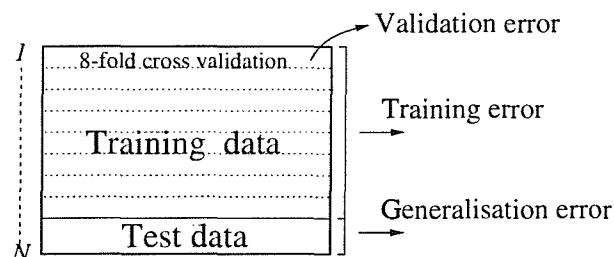 Validation error
1
8-fold cross validation
Training error
Training data
Generalisation error
Test data
N